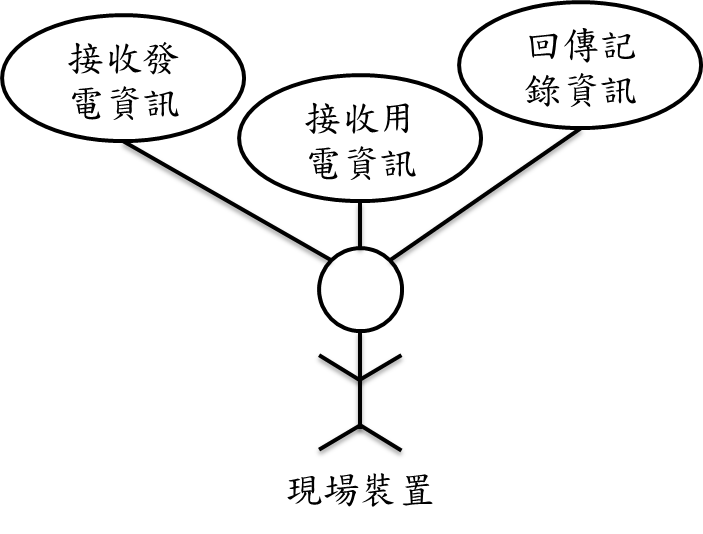 接收發
電資訊
接收用
電資訊
回傳記
錄資訊
現場裝置